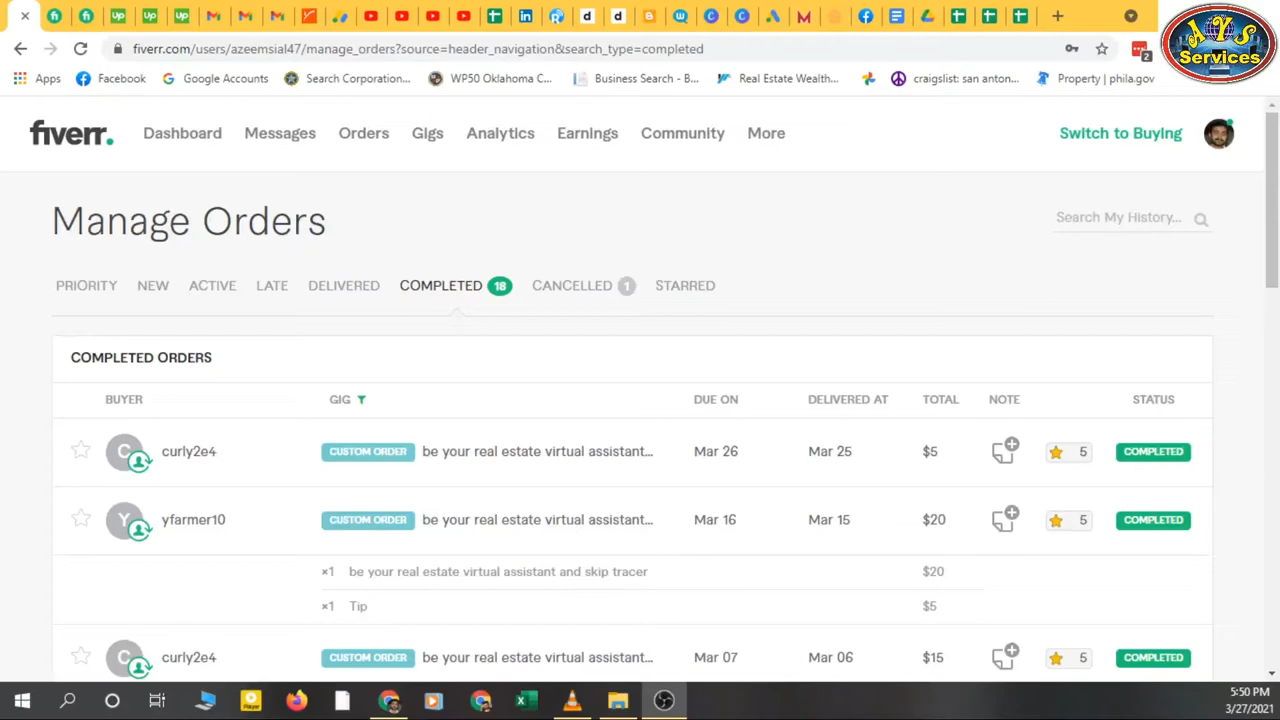 fiverr.com/users/azeemsial47/manage_orders?source=header_navigation&search_type=completed
2
AYS
Services
Apps Facebook Google Accounts Search Corporation... WP50 Oklahoma C... Business Search - B... Real Estate Wealth... craigslist: san anton... Property | phila.gov
fiverr. Dashboard Messages Orders Gigs Analytics Earnings Community More Switch to Buying
Manage Orders
Search My History...
PRIORITY NEW ACTIVE LATE DELIVERED COMPLETED 18 CANCELLED 1 STARRED
COMPLETED ORDERS
BUYER GIG DUE ON DELIVERED AT TOTAL NOTE STATUS
C curly2e4 CUSTOM ORDER be your real estate virtual assistant... Mar 26 Mar 25 $5 5 COMPLETED
Y yfarmer10 CUSTOM ORDER be your real estate virtual assistant... Mar 16 Mar 15 $20 5 COMPLETED
×1 be your real estate virtual assistant and skip tracer $20
×1 Tip $5
C curly2e4 CUSTOM ORDER be your real estate virtual assistant... Mar 07 Mar 06 $15 5 COMPLETED
5:50 PM
3/27/2021